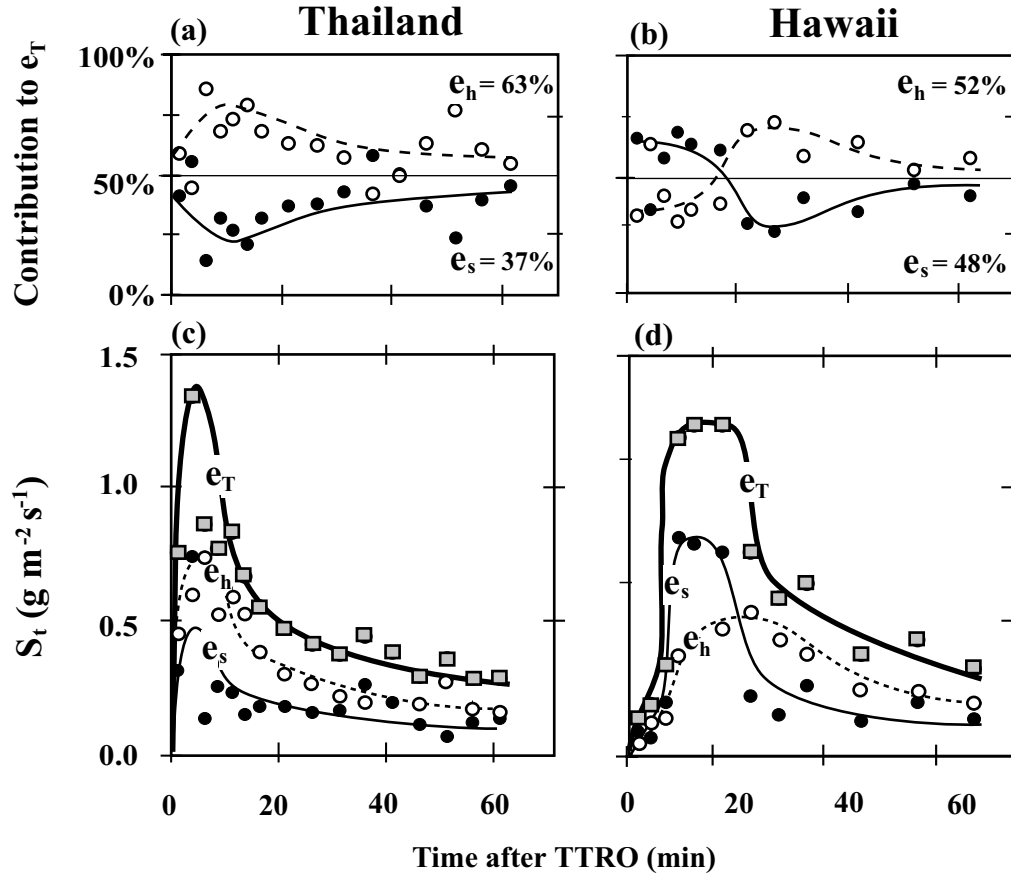 Thailand
Hawaii
(a)
(b)
Contribution to e_T
100%
50%
0%
e_h = 63%
e_s = 37%
e_h = 52%
e_s = 48%
(c)
(d)
S_t (g m^-2 s^-1)
1.5
1.0
0.5
0.0
e_T
e_h
e_s
e_T
e_s
e_h
0 20 40 60
0 20 40 60
Time after TTRO (min)